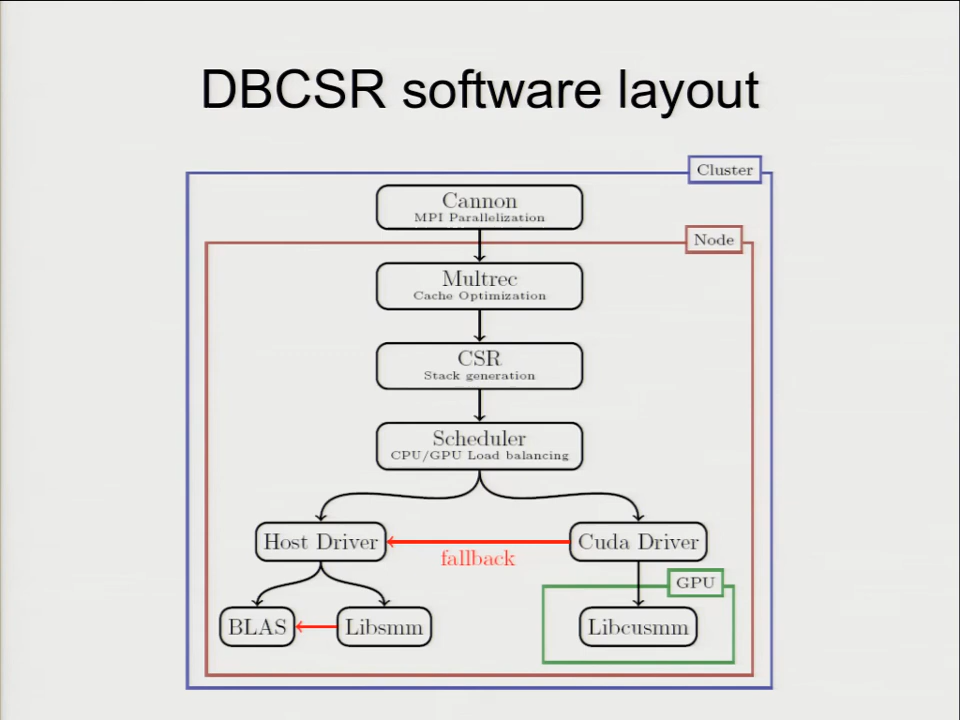 DBCSR software layout
Cluster
Cannon
MPI Parallelization
Node
Multrec
Cache Optimization
CSR
Stack generation
Scheduler
CPU/GPU Load balancing
Host Driver
Cuda Driver
fallback
GPU
BLAS
Libsmm
Libcusmm